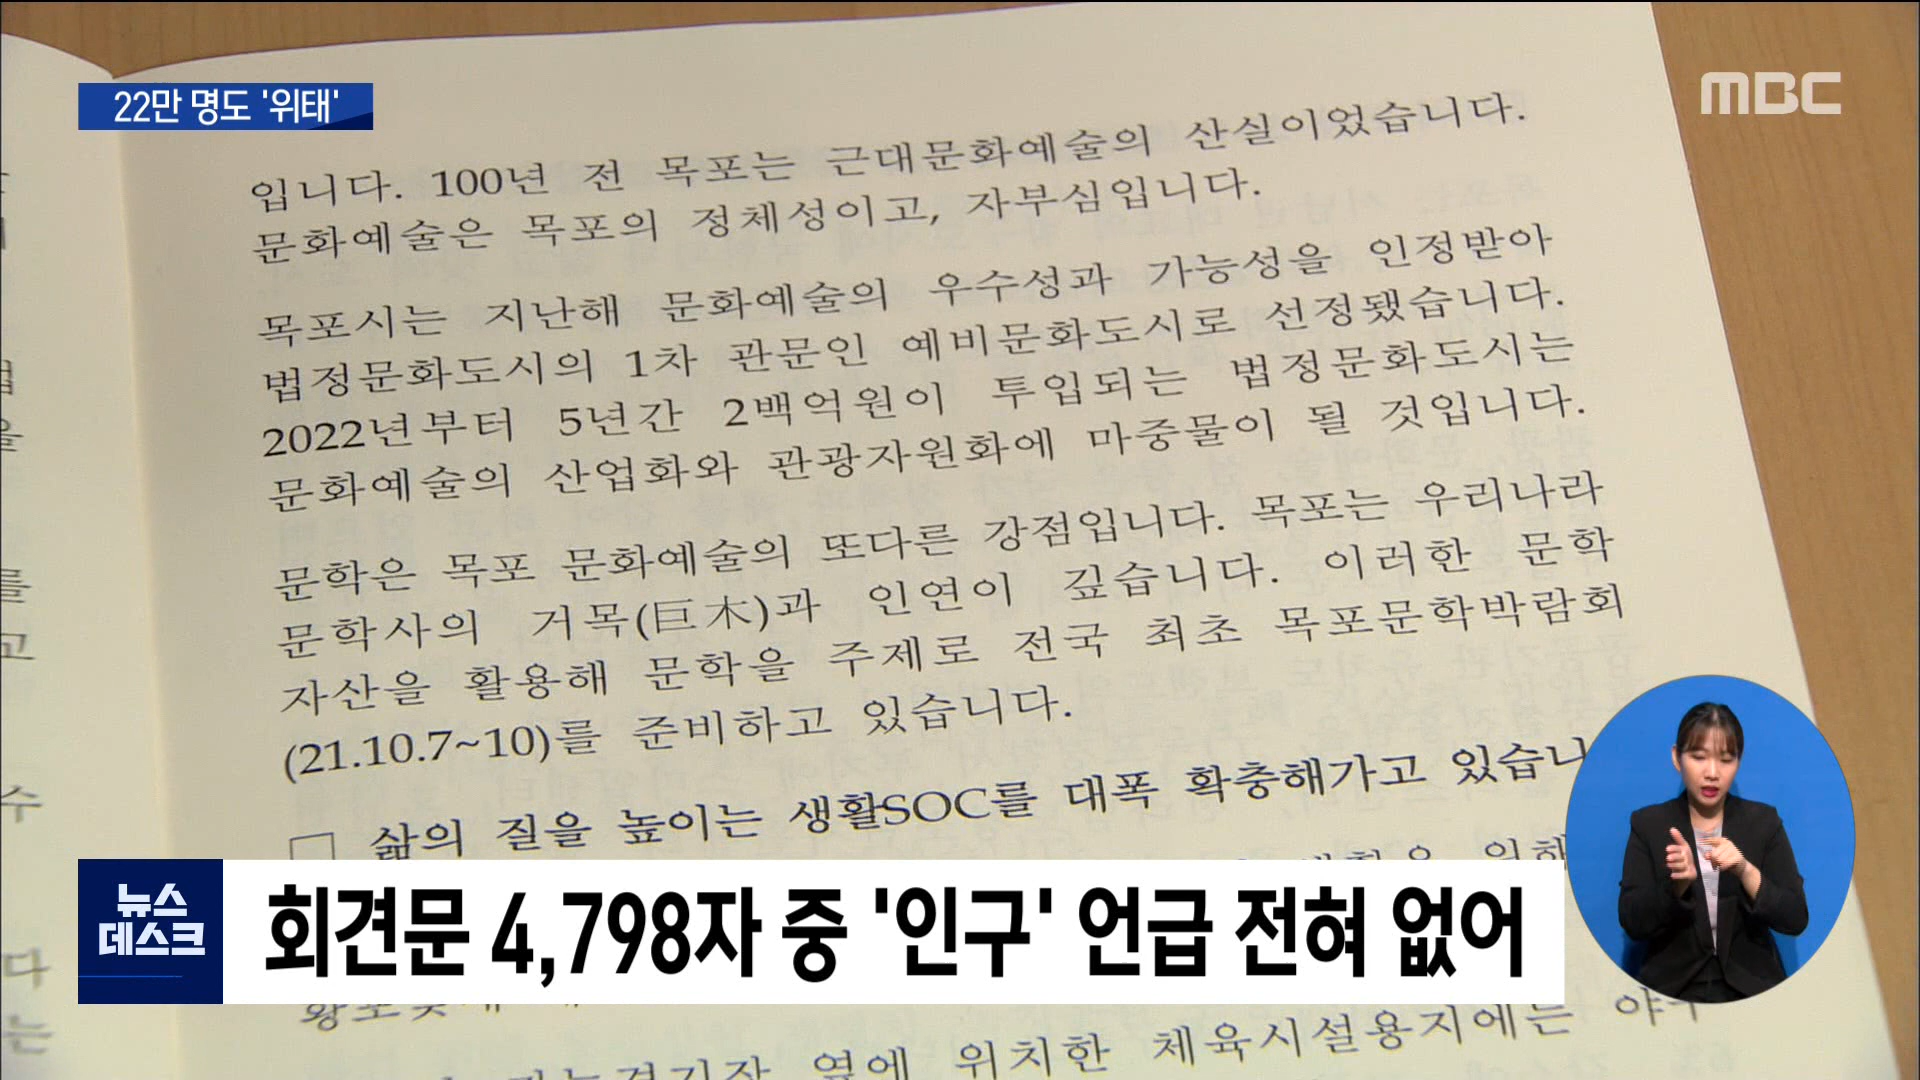 22만 명도 '위태'
MBC
입니다. 100년 전 목포는 근대문화예술의 산실이었습니다.
문화예술은 목포의 정체성이고, 자부심입니다.
목포시는 지난해 문화예술의 우수성과 가능성을 인정받아
법정문화도시의 1차 관문인 예비문화도시로 선정됐습니다.
2022년부터 5년간 2백억원이 투입되는 법정문화도시는
문화예술의 산업화와 관광자원화에 마중물이 될 것입니다.
문학은 목포 문화예술의 또다른 강점입니다. 목포는 우리나라
문학사의 거목(巨木)과 인연이 깊습니다. 이러한 문학
자산을 활용해 문학을 주제로 전국 최초 목포문학박람회
(21.10.7~10)를 준비하고 있습니다.
□ 삶의 질을 높이는 생활SOC를 대폭 확충해가고 있습니
위해
뉴스
데스크
회견문 4,798자 중 '인구' 언급 전혀 없어
옆에 위치한 체육시설용지에는
를
고
수
다
는